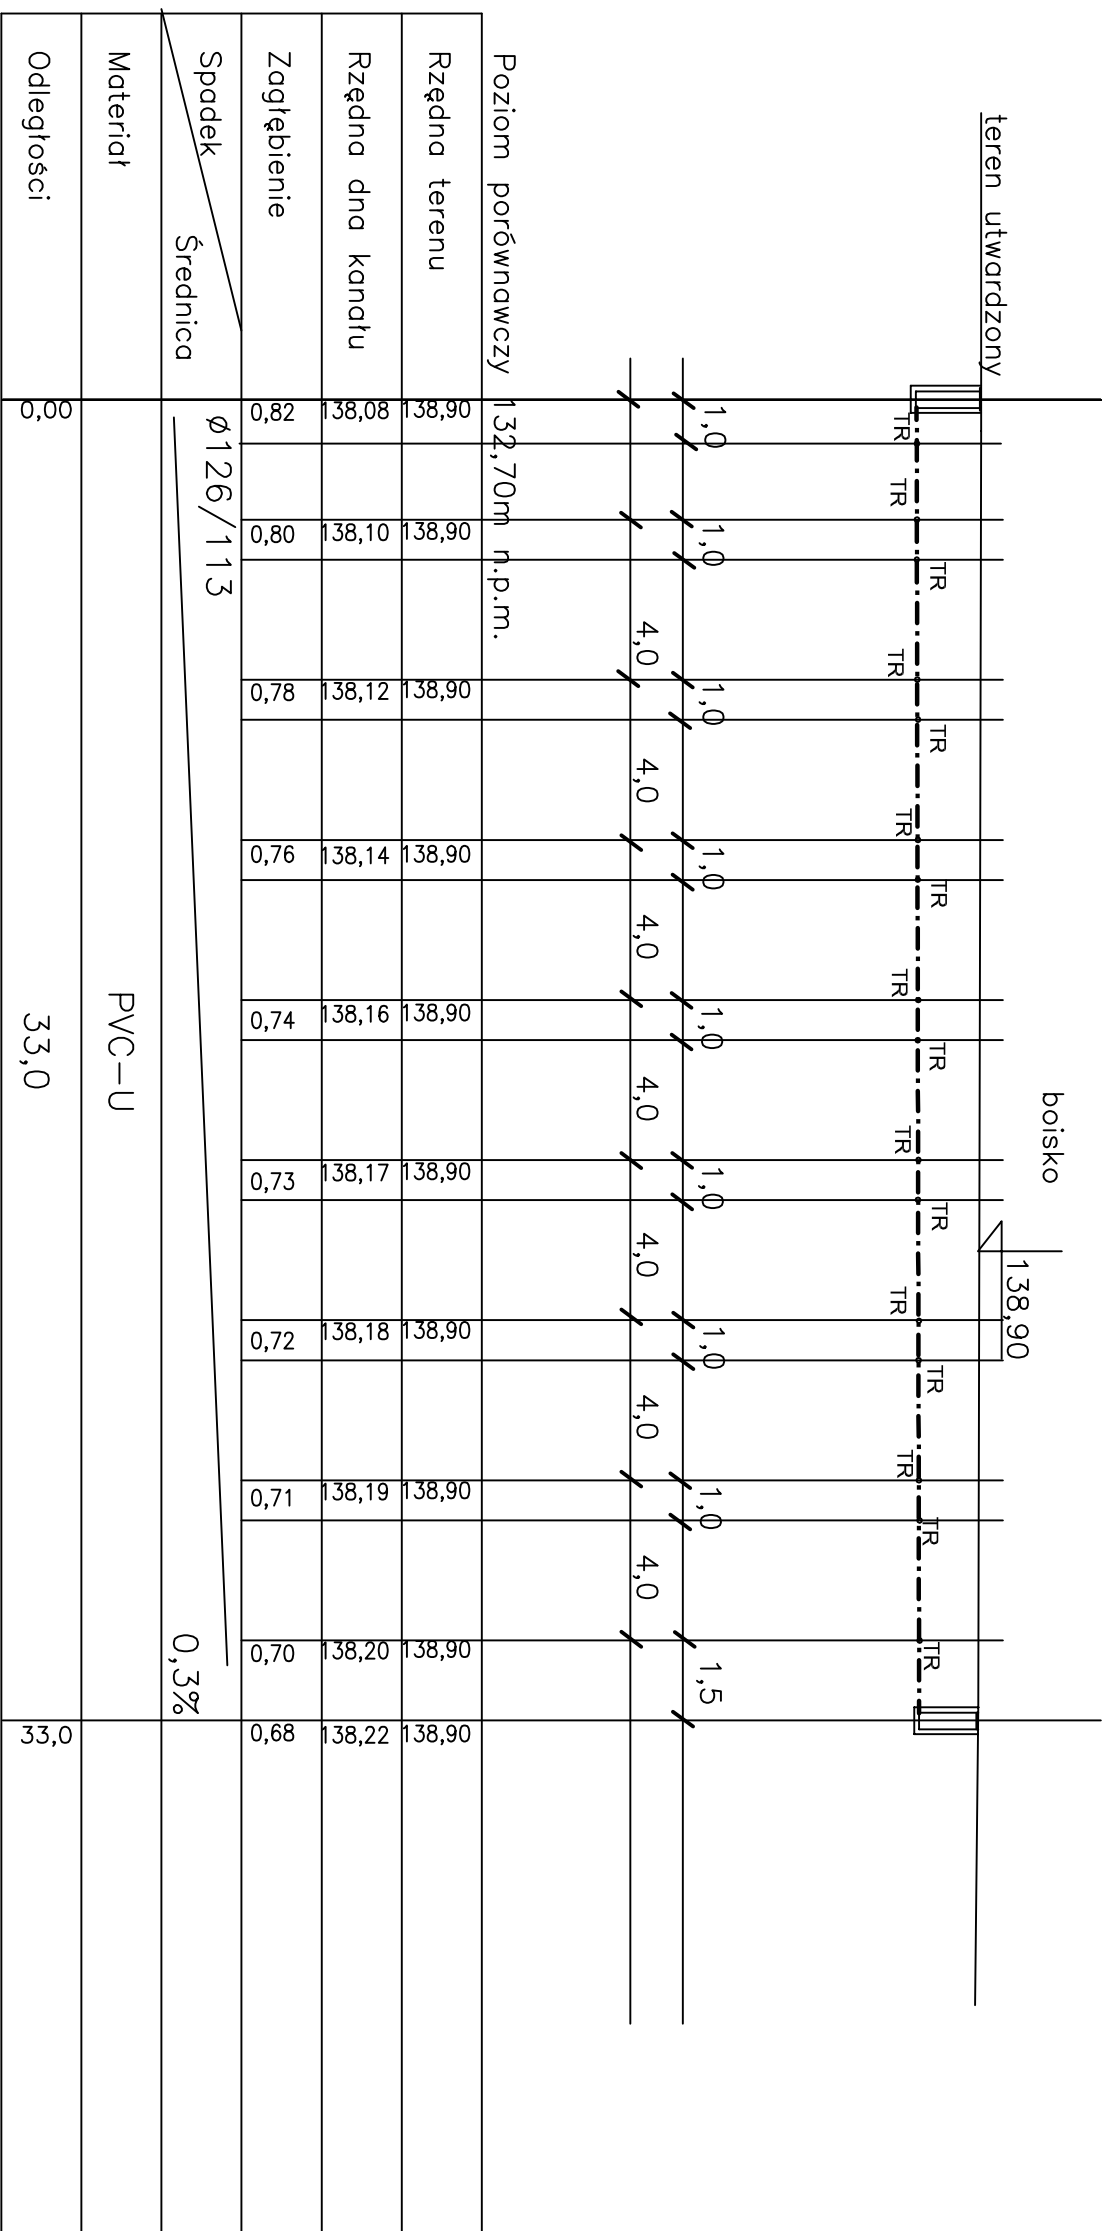 boisko
teren utwardzony
138,90
TR TR TR TR TR TR TR TR TR TR TR TR TR TR TR TR TR
1,0 1,0 1,0 1,0 1,0 1,0 1,0 1,0 1,5
4,0 4,0 4,0 4,0 4,0 4,0 4,0
Poziom porównawczy 132,70m n.p.m.
Rzędna terenu 138,90 138,90 138,90 138,90 138,90 138,90 138,90 138,90 138,90 138,90
Rzędna dna kanału 138,08 138,10 138,12 138,14 138,16 138,17 138,18 138,19 138,20 138,22
Zagłębienie 0,82 0,80 0,78 0,76 0,74 0,73 0,72 0,71 0,70 0,68
Spadek ø126/113
Średnica 0,3%
Materiał PVC-U
Odległości 33,0
0,00 33,0